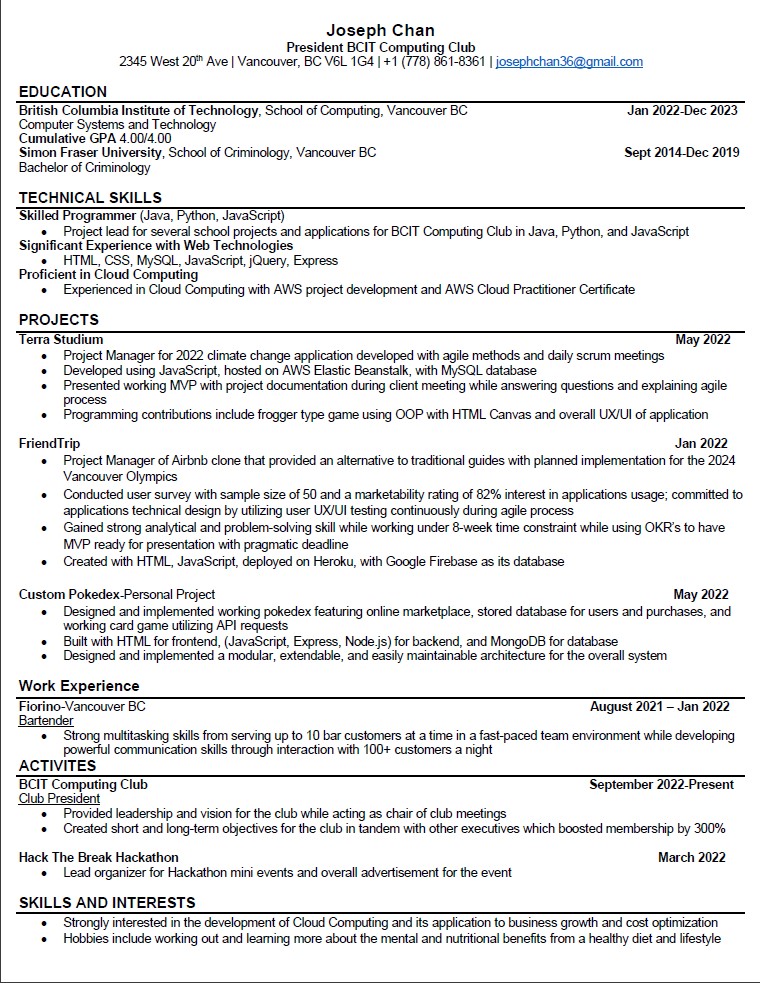 Joseph Chan
President BCIT Computing Club
2345 West 20th Ave | Vancouver, BC V6L 1G4 | +1 (778) 861-8361 | josephchan36@gmail.com
EDUCATION
British Columbia Institute of Technology, School of Computing, Vancouver BC Jan 2022-Dec 2023
Computer Systems and Technology
Cumulative GPA 4.00/4.00
Simon Fraser University, School of Criminology, Vancouver BC Sept 2014-Dec 2019
Bachelor of Criminology
TECHNICAL SKILLS
Skilled Programmer (Java, Python, JavaScript)
• Project lead for several school projects and applications for BCIT Computing Club in Java, Python, and JavaScript
Significant Experience with Web Technologies
• HTML, CSS, MySQL, JavaScript, jQuery, Express
Proficient in Cloud Computing
• Experienced in Cloud Computing with AWS project development and AWS Cloud Practitioner Certificate
PROJECTS
Terra Studium May 2022
• Project Manager for 2022 climate change application developed with agile methods and daily scrum meetings
• Developed using JavaScript, hosted on AWS Elastic Beanstalk, with MySQL database
• Presented working MVP with project documentation during client meeting while answering questions and explaining agile
process
• Programming contributions include frogger type game using OOP with HTML Canvas and overall UX/UI of application
FriendTrip Jan 2022
• Project Manager of Airbnb clone that provided an alternative to traditional guides with planned implementation for the 2024
Vancouver Olympics
• Conducted user survey with sample size of 50 and a marketability rating of 82% interest in applications usage; committed to
applications technical design by utilizing user UX/UI testing continuously during agile process
• Gained strong analytical and problem-solving skill while working under 8-week time constraint while using OKR's to have
MVP ready for presentation with pragmatic deadline
• Created with HTML, JavaScript, deployed on Heroku, with Google Firebase as its database
Custom Pokedex-Personal Project May 2022
• Designed and implemented working pokedex featuring online marketplace, stored database for users and purchases, and
working card game utilizing API requests
• Built with HTML for frontend, (JavaScript, Express, Node.js) for backend, and MongoDB for database
• Designed and implemented a modular, extendable, and easily maintainable architecture for the overall system
Work Experience
Fiorino-Vancouver BC August 2021 – Jan 2022
Bartender
• Strong multitasking skills from serving up to 10 bar customers at a time in a fast-paced team environment while developing
powerful communication skills through interaction with 100+ customers a night
ACTIVITES
BCIT Computing Club September 2022-Present
Club President
• Provided leadership and vision for the club while acting as chair of club meetings
• Created short and long-term objectives for the club in tandem with other executives which boosted membership by 300%
Hack The Break Hackathon March 2022
• Lead organizer for Hackathon mini events and overall advertisement for the event
SKILLS AND INTERESTS
• Strongly interested in the development of Cloud Computing and its application to business growth and cost optimization
• Hobbies include working out and learning more about the mental and nutritional benefits from a healthy diet and lifestyle